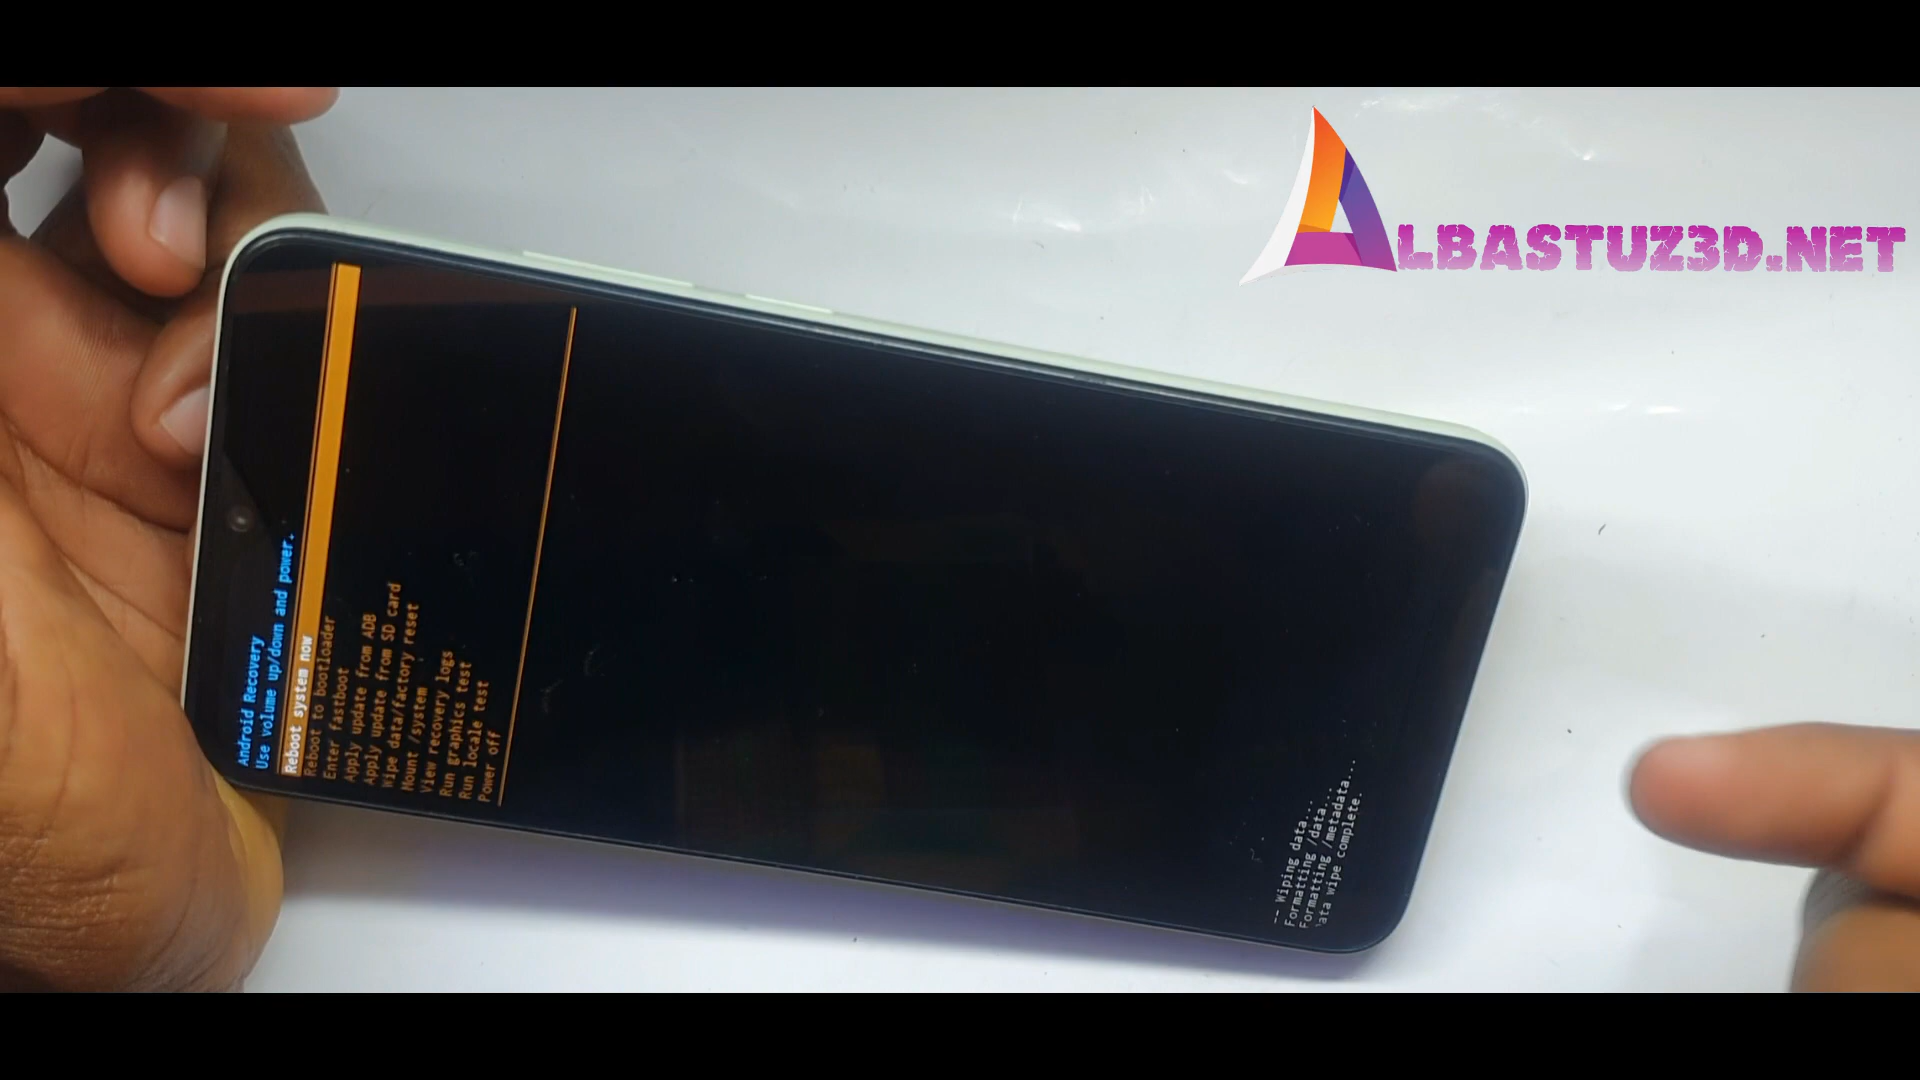 ALBASTUZ3D.NET
Android Recovery
Use volume up/down and power.
Reboot system now
Reboot to bootloader
Enter fastboot
Apply update from ADB
Apply update from SD card
Wipe data/factory reset
Mount /system
View recovery logs
Run graphics test
Run locale test
Power off
-- Wiping data...
Formatting /data...
Formatting /metadata...
ata wipe complete.